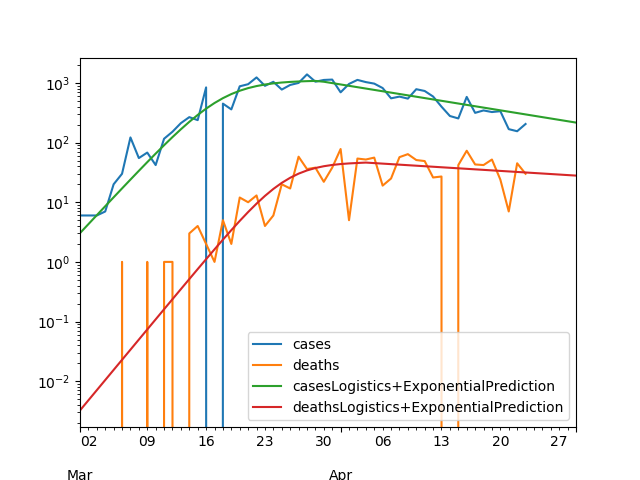 10³
10²
10¹
10⁰
10⁻¹
10⁻²
cases
deaths
casesLogistics+ExponentialPrediction
deathsLogistics+ExponentialPrediction
02 09 16 23 30 06 13 20 27
Mar Apr